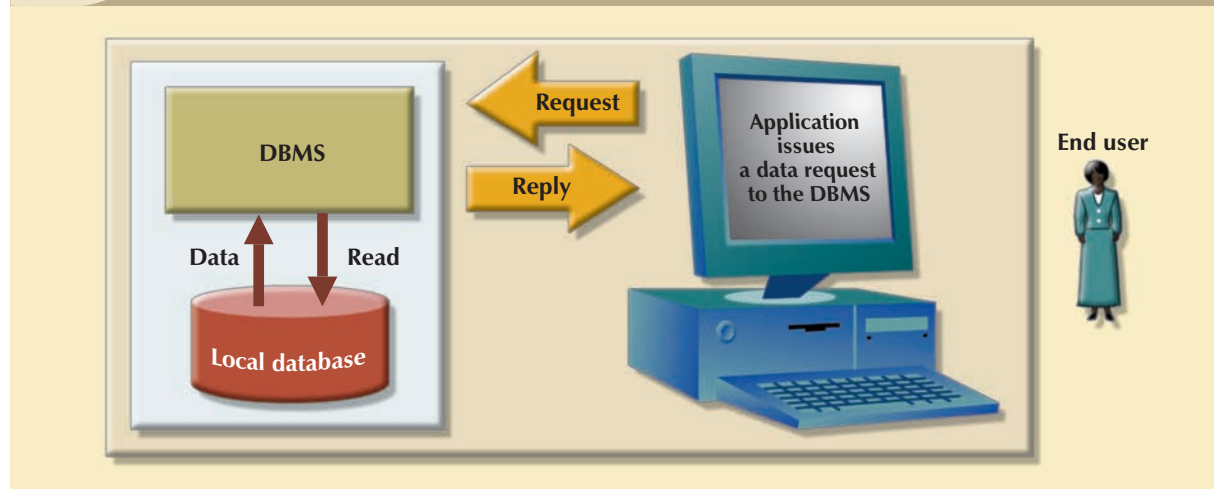 DBMS
Data
Read
Local database
Request
Reply
Application
issues
a data request
to the DBMS
End user